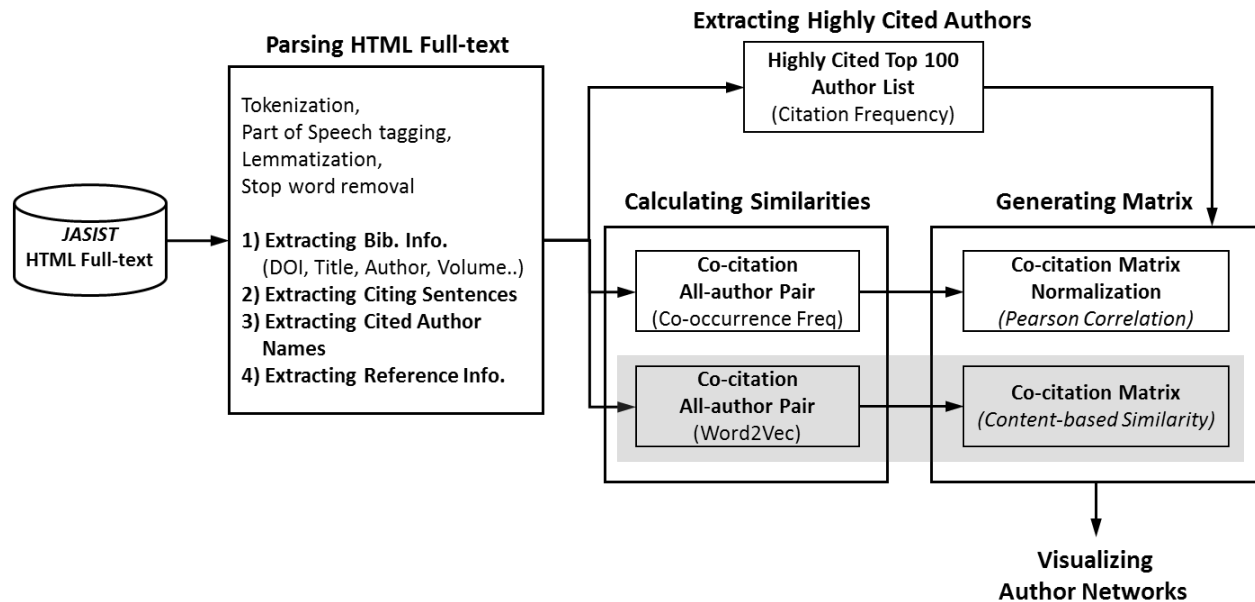 JASIST
HTML Full-text
Parsing HTML Full-text
Tokenization,
Part of Speech tagging,
Lemmatization,
Stop word removal
1) Extracting Bib. Info.
(DOI, Title, Author, Volume..)
2) Extracting Citing Sentences
3) Extracting Cited Author
Names
4) Extracting Reference Info.
Extracting Highly Cited Authors
Highly Cited Top 100
Author List
(Citation Frequency)
Calculating Similarities
Co-citation
All-author Pair
(Co-occurrence Freq)
Co-citation
All-author Pair
(Word2Vec)
Generating Matrix
Co-citation Matrix
Normalization
(Pearson Correlation)
Co-citation Matrix
(Content-based Similarity)
Visualizing
Author Networks